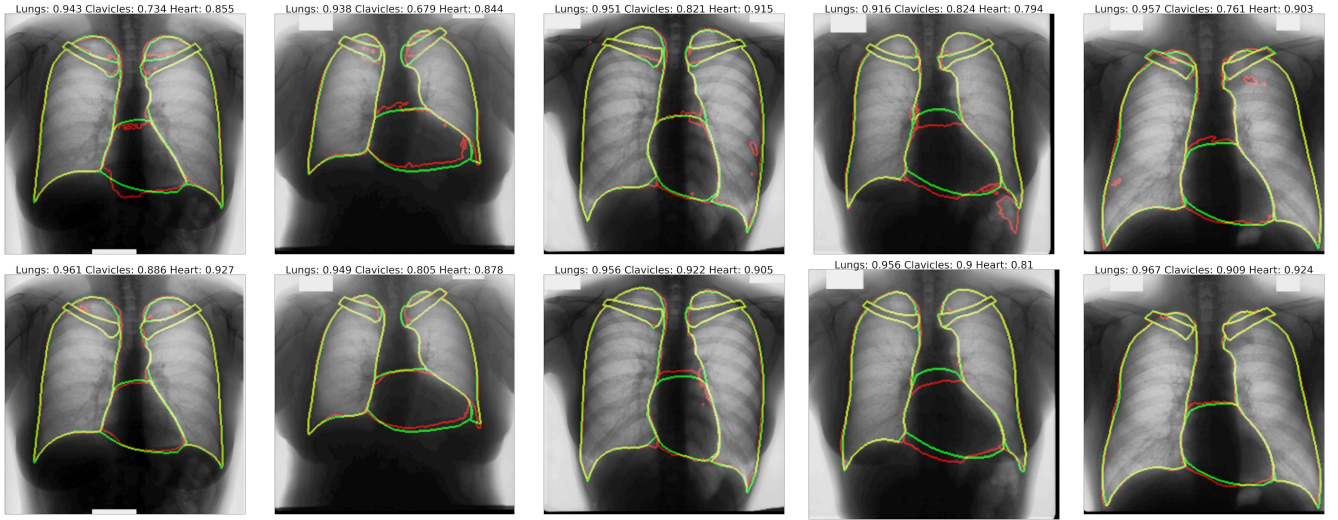 Lungs: 0.943 Clavicles: 0.734 Heart: 0.855
Lungs: 0.938 Clavicles: 0.679 Heart: 0.844
Lungs: 0.951 Clavicles: 0.821 Heart: 0.915
Lungs: 0.916 Clavicles: 0.824 Heart: 0.794
Lungs: 0.957 Clavicles: 0.761 Heart: 0.903
Lungs: 0.961 Clavicles: 0.886 Heart: 0.927
Lungs: 0.949 Clavicles: 0.805 Heart: 0.878
Lungs: 0.956 Clavicles: 0.922 Heart: 0.905
Lungs: 0.956 Clavicles: 0.9 Heart: 0.81
Lungs: 0.967 Clavicles: 0.909 Heart: 0.924